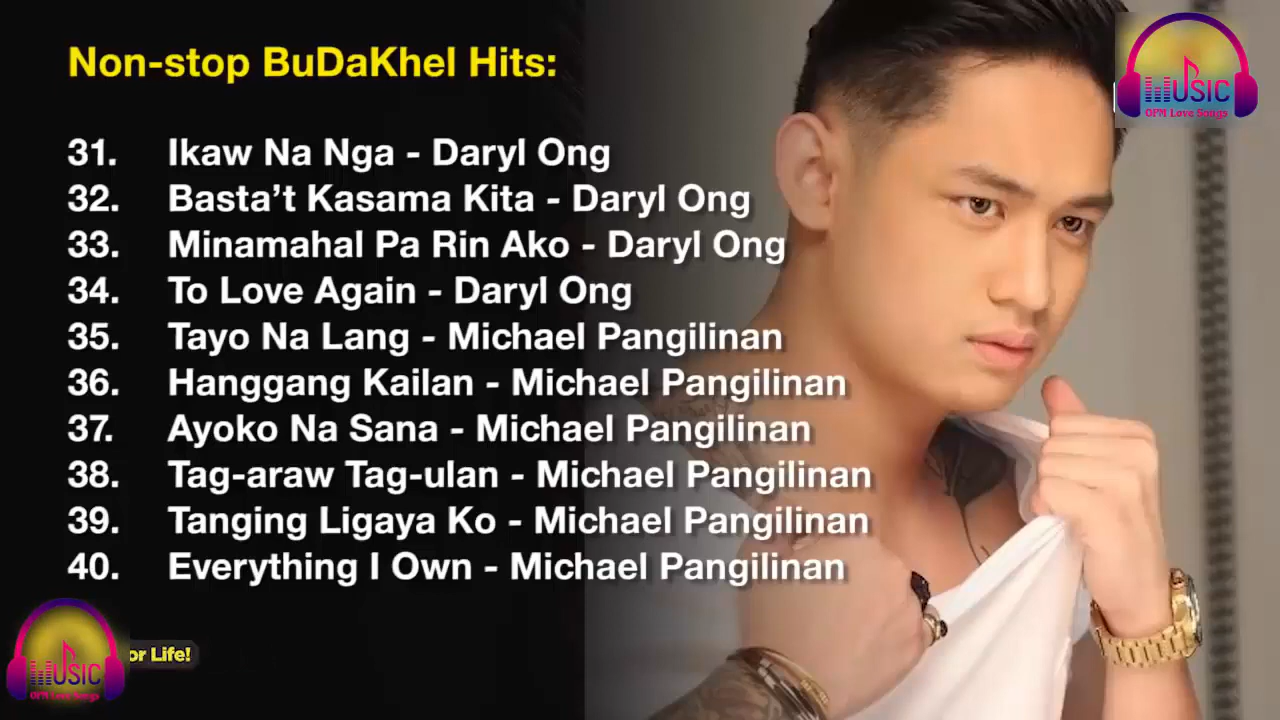 Non-stop BuDaKhel Hits:
MUSIC
OPM Love Songs
31. Ikaw Na Nga - Daryl Ong
32. Basta’t Kasama Kita - Daryl Ong
33. Minamahal Pa Rin Ako - Daryl Ong
34. To Love Again - Daryl Ong
35. Tayo Na Lang - Michael Pangilinan
36. Hanggang Kailan - Michael Pangilinan
37. Ayoko Na Sana - Michael Pangilinan
38. Tag-araw Tag-ulan - Michael Pangilinan
39. Tanging Ligaya Ko - Michael Pangilinan
40. Everything I Own - Michael Pangilinan
or Life!
MUSIC
OPM Love Songs